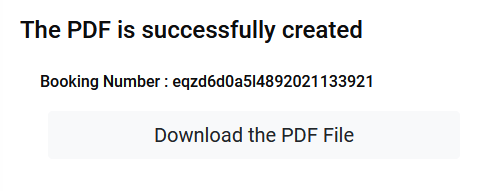 The PDF is successfully created
Booking Number : eqzd6d0a5l4892021133921
Download the PDF File